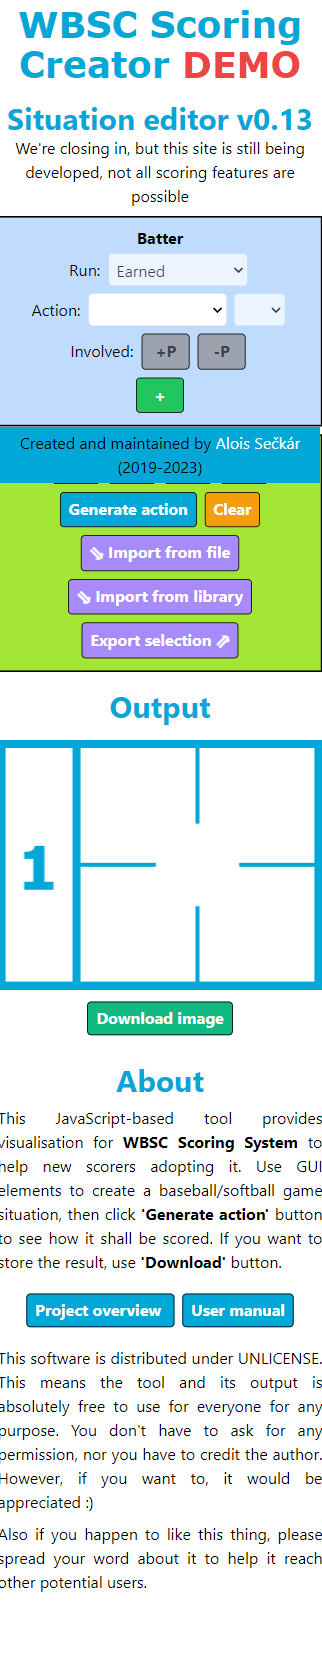 WBSC Scoring
Creator DEMO
Situation editor v0.13
We're closing in, but this site is still being
developed, not all scoring features are
possible
Batter
Run: Earned
Action:
Involved: +P -P
+
Created and maintained by Alois Sečkár
(2019-2023)
Generate action Clear
⇘ Import from file
⇘ Import from library
Export selection ⇗
Output
1
Download image
About
This JavaScript-based tool provides
visualisation for WBSC Scoring System to
help new scorers adopting it. Use GUI
elements to create a baseball/softball game
situation, then click 'Generate action' button
to see how it shall be scored. If you want to
store the result, use 'Download' button.
Project overview User manual
This software is distributed under UNLICENSE.
This means the tool and its output is
absolutely free to use for everyone for any
purpose. You don't have to ask for any
permission, nor you have to credit the author.
However, if you want to, it would be
appreciated :)
Also if you happen to like this thing, please
spread your word about it to help it reach
other potential users.